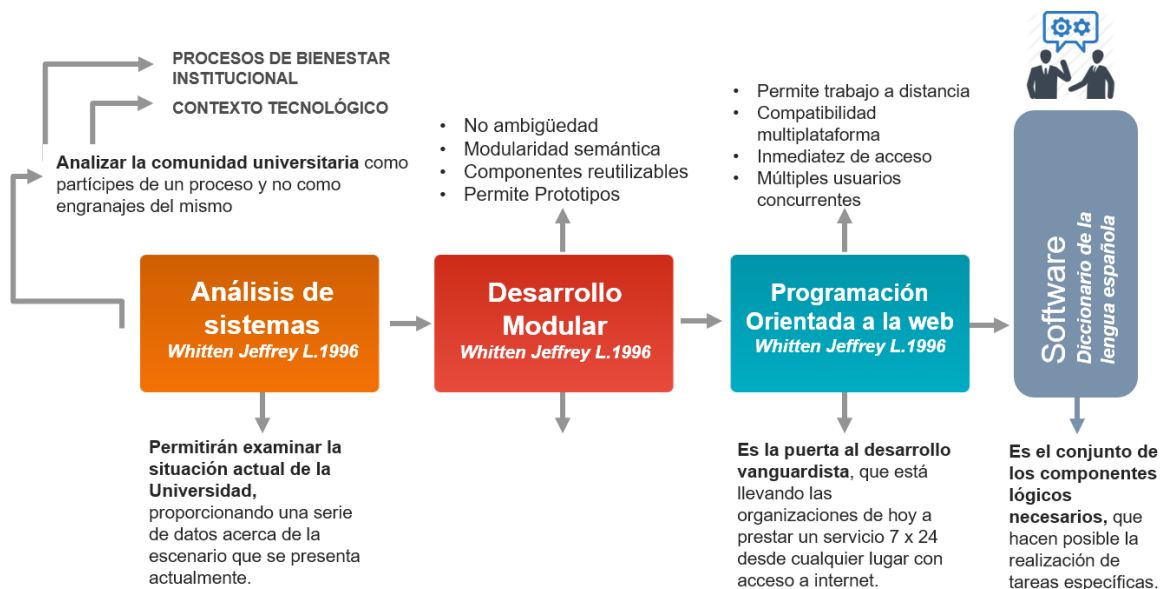 PROCESOS DE BIENESTAR
INSTITUCIONAL
CONTEXTO TECNOLÓGICO
Analizar la comunidad universitaria como
partícipes de un proceso y no como
engranajes del mismo
• No ambigüedad
• Modularidad semántica
• Componentes reutilizables
• Permite Prototipos
• Permite trabajo a distancia
• Compatibilidad
multiplataforma
• Inmediatez de acceso
• Múltiples usuarios
concurrentes
Análisis de
sistemas
Whitten Jeffrey L.1996
Desarrollo
Modular
Whitten Jeffrey L.1996
Programación
Orientada a la web
Whitten Jeffrey L.1996
Software
Diccionario de la
lengua española
Permitirán examinar la
situación actual de la
Universidad,
proporcionando una serie
de datos acerca de la
escenario que se presenta
actualmente.
Es la puerta al desarrollo
vanguardista, que está
llevando las
organizaciones de hoy a
prestar un servicio 7 x 24
desde cualquier lugar con
acceso a internet.
Es el conjunto de
los componentes
lógicos
necesarios, que
hacen posible la
realización de
tareas específicas.